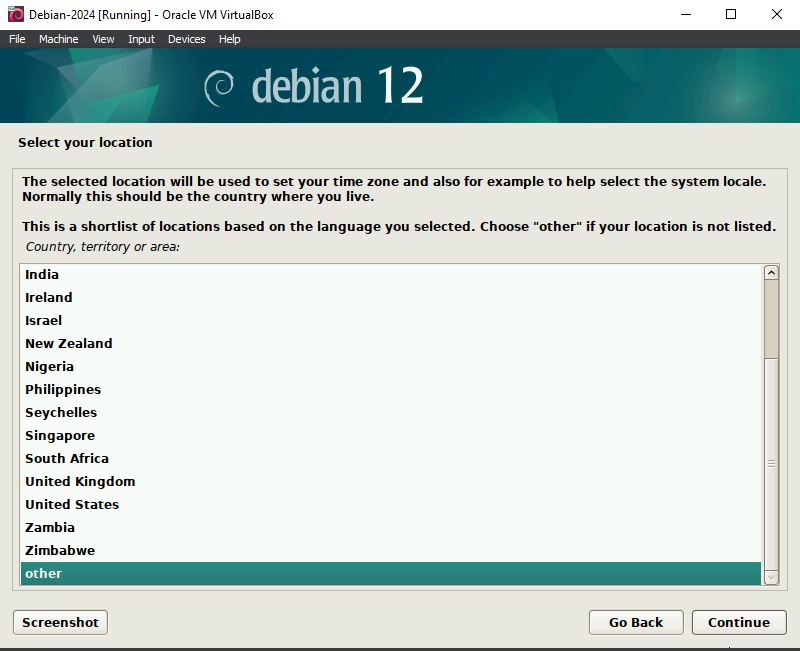 Debian-2024 [Running] - Oracle VM VirtualBox
File Machine View Input Devices Help
debian 12
Select your location
The selected location will be used to set your time zone and also for example to help select the system locale.
Normally this should be the country where you live.
This is a shortlist of locations based on the language you selected. Choose "other" if your location is not listed.
Country, territory or area:
India
Ireland
Israel
New Zealand
Nigeria
Philippines
Seychelles
Singapore
South Africa
United Kingdom
United States
Zambia
Zimbabwe
other
Screenshot Go Back Continue